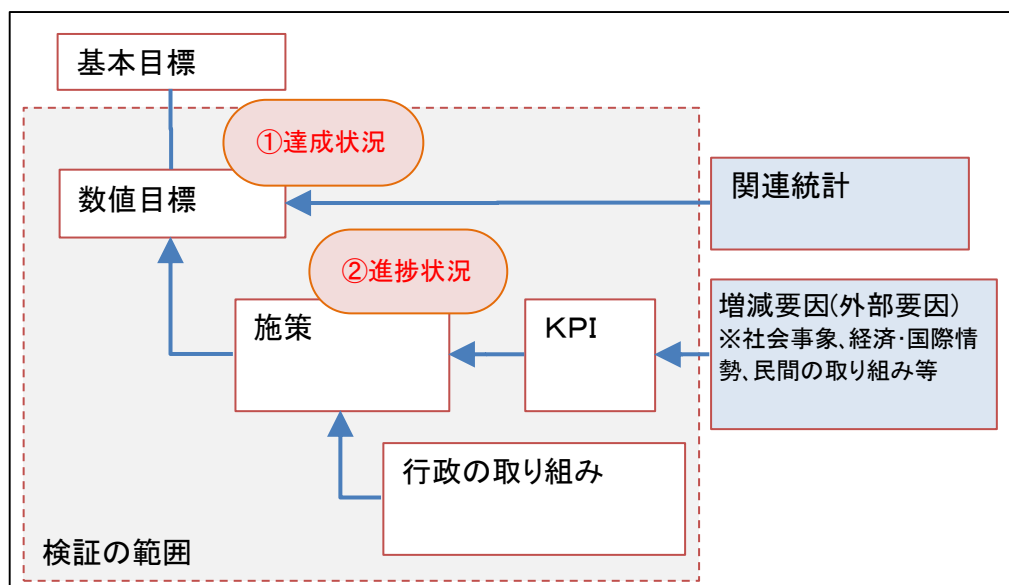 基本目標
①達成状況
数値目標
関連統計
②進捗状況
施策
KPI
増減要因(外部要因)
※社会事象、経済・国際情
勢、民間の取り組み等
行政の取り組み
検証の範囲